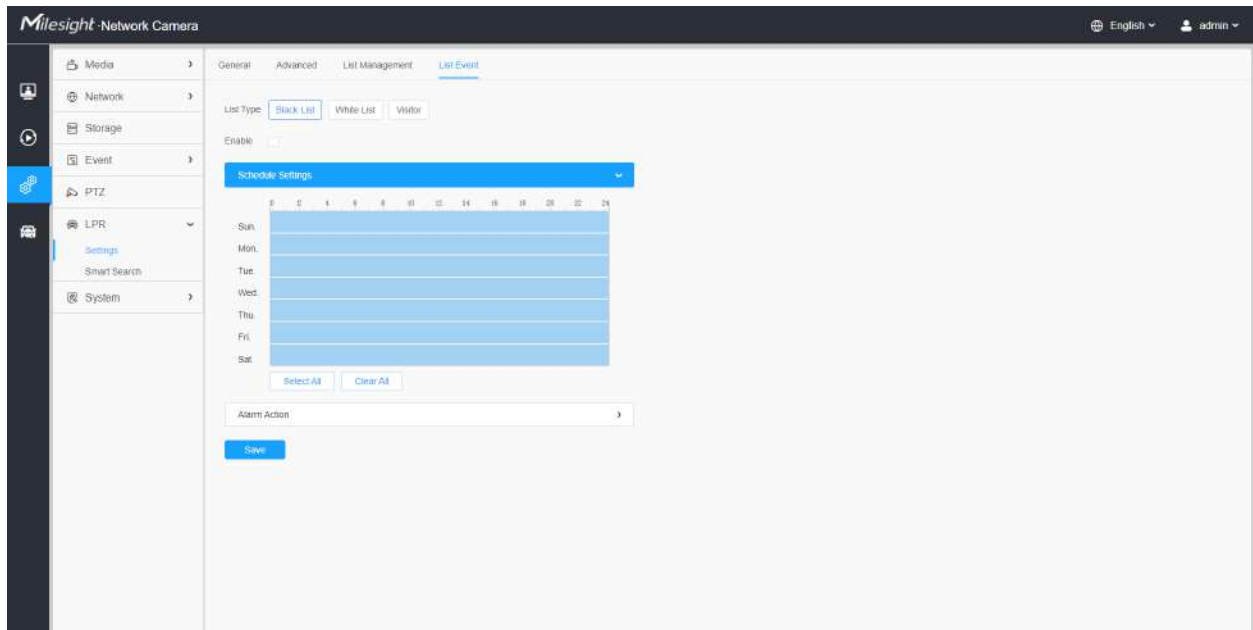 Milesight -Network Camera
English
admin
Media
Network
Storage
Event
PTZ
LPR
Settings
Smart Search
System
General Advanced List Management List Event
List Type Black List White List Visitor
Enable
Schedule Settings
0 2 4 6 8 10 12 14 16 18 20 22 24
Sun.
Mon.
Tue.
Wed.
Thu.
Fri.
Sat.
Select All Clear All
Alarm Action
Save